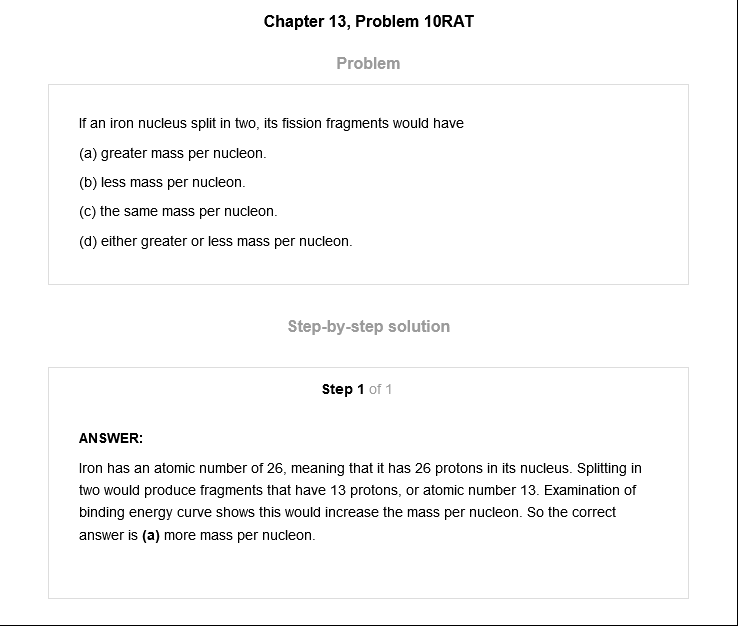 Chapter 13, Problem 10RAT
Problem
If an iron nucleus split in two, its fission fragments would have
(a) greater mass per nucleon.
(b) less mass per nucleon.
(c) the same mass per nucleon.
(d) either greater or less mass per nucleon.
Step-by-step solution
Step 1 of 1
ANSWER:
Iron has an atomic number of 26, meaning that it has 26 protons in its nucleus. Splitting in
two would produce fragments that have 13 protons, or atomic number 13. Examination of
binding energy curve shows this would increase the mass per nucleon. So the correct
answer is (a) more mass per nucleon.